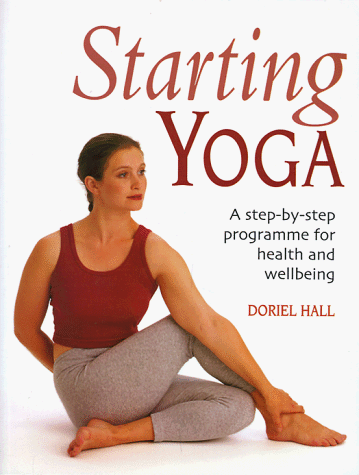 Starting
YOGA
A step-by-step
programme for
health and
wellbeing
DORIEL HALL